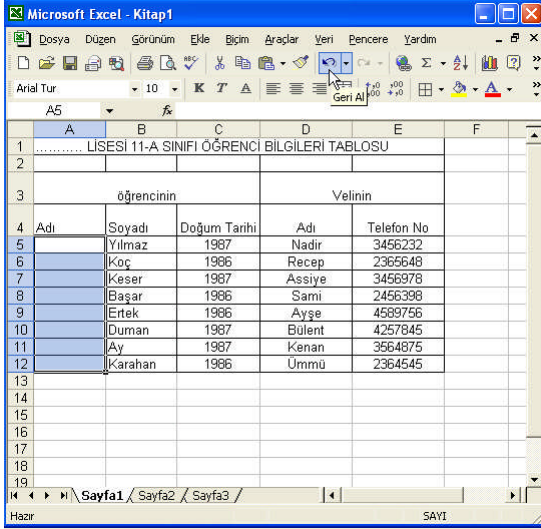 Microsoft Excel - Kitap1
Dosya Düzen Görünüm Ekle Biçim Araçlar Veri Pencere Yardım
Arial Tur 10 K T A
Geri Al
A5 fx
A B C D E F
1 .......... LİSESİ 11-A SINIFI ÖĞRENCİ BİLGİLERİ TABLOSU
2
3 öğrencinin Velinin
4 Adı Soyadı Doğum Tarihi Adı Telefon No
5 Yılmaz 1987 Nadir 3456232
6 Koç 1986 Recep 2365648
7 Keser 1987 Assiye 3456978
8 Başar 1986 Sami 2456398
9 Ertek 1986 Ayşe 4589756
10 Duman 1987 Bülent 4257845
11 Ay 1987 Kenan 3564875
12 Karahan 1986 Ümmü 2364545
13
14
15
16
17
18
19
Sayfa1 Sayfa2 Sayfa3
Hazır SAYI